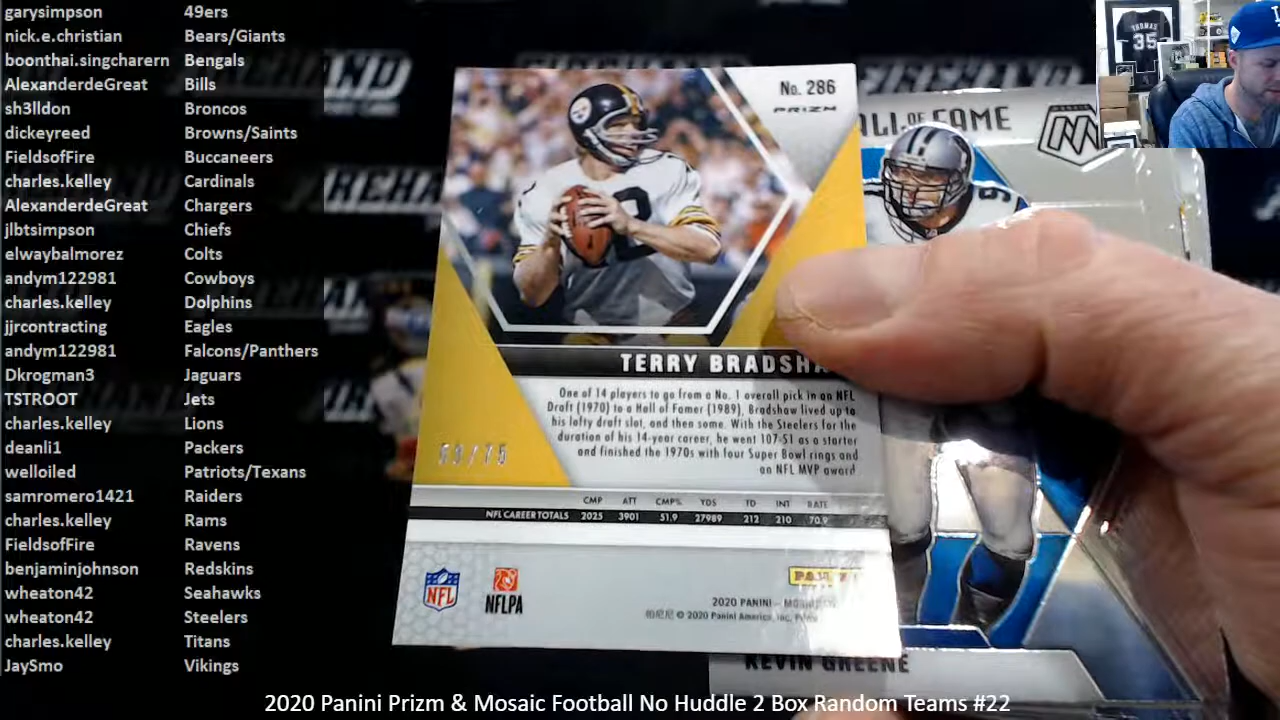 garysimpson 49ers
nick.e.christian Bears/Giants
boonthai.singcharern Bengals
AlexanderdeGreat Bills
sh3lldon Broncos
dickeyreed Browns/Saints
FieldsofFire Buccaneers
charles.kelley Cardinals
AlexanderdeGreat Chargers
jlbtsimpson Chiefs
elwaybalmorez Colts
andym122981 Cowboys
charles.kelley Dolphins
jjrcontracting Eagles
andym122981 Falcons/Panthers
Dkrogman3 Jaguars
TSTROOT Jets
charles.kelley Lions
deanli1 Packers
welloiled Patriots/Texans
samromero1421 Raiders
charles.kelley Rams
FieldsofFire Ravens
benjaminjohnson Redskins
wheaton42 Seahawks
wheaton42 Steelers
charles.kelley Titans
JaySmo Vikings
No. 286
PRIZM
TERRY BRADSHA
One of 14 players to go from a No. 1 overall pick in an NFL
Draft (1970) to a Hall of Famer (1989), Bradshaw lived up to
his lofty draft slot, and then some. With the Steelers for the
duration of his 14-year career, he went 107-51 as a starter
and finished the 1970s with four Super Bowl rings and
an NFL MVP award
CMP ATT CMP% YDS TD INT RATE
NFL CAREER TOTALS 2025 3901 51.9 27989 212 210 70.9
NFL
NFLPA
2020 PANINI - MOSAIC
© 2020 Panini America, Inc.
ALL OF FAME
KEVIN GREENE
THOMAS
35
2020 Panini Prizm & Mosaic Football No Huddle 2 Box Random Teams #22